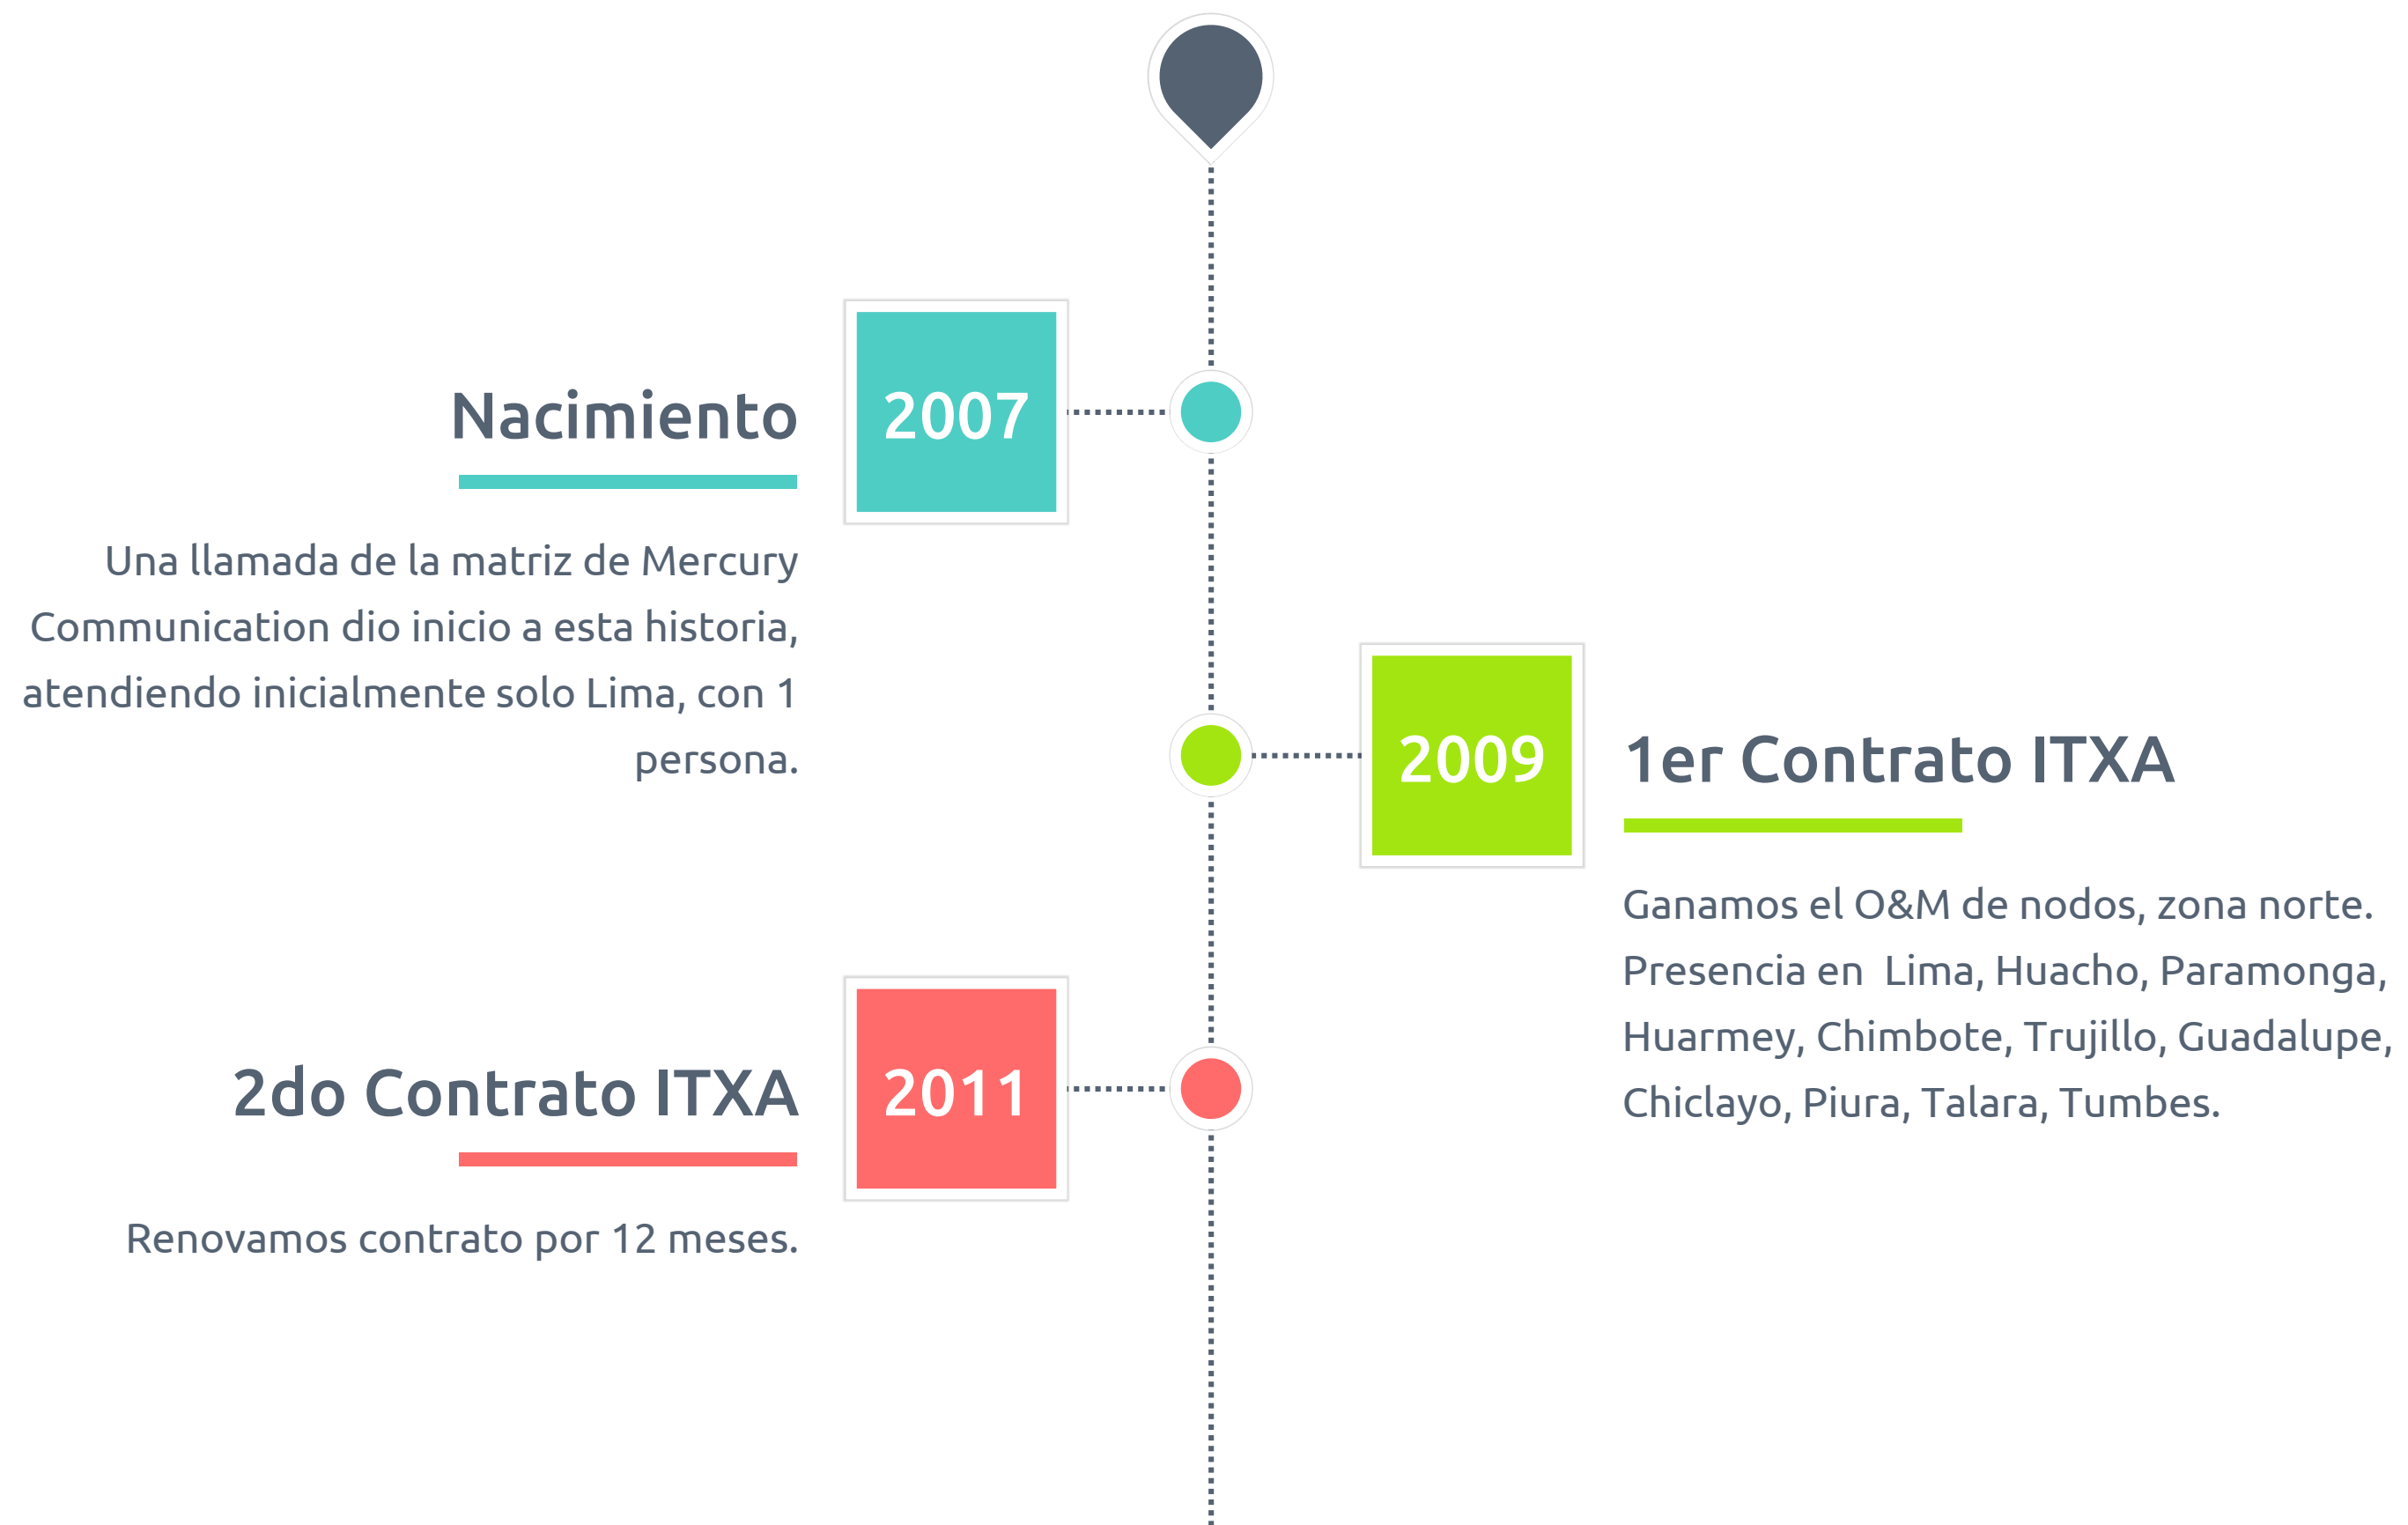 2007
Nacimiento
Una llamada de la matriz de Mercury
Communication dio inicio a esta historia,
atendiendo inicialmente solo Lima, con 1
persona.
2009
1er Contrato ITXA
Ganamos el O&M de nodos, zona norte.
Presencia en  Lima, Huacho, Paramonga,
Huarmey, Chimbote, Trujillo, Guadalupe,
Chiclayo, Piura, Talara, Tumbes.
2011
2do Contrato ITXA
Renovamos contrato por 12 meses.